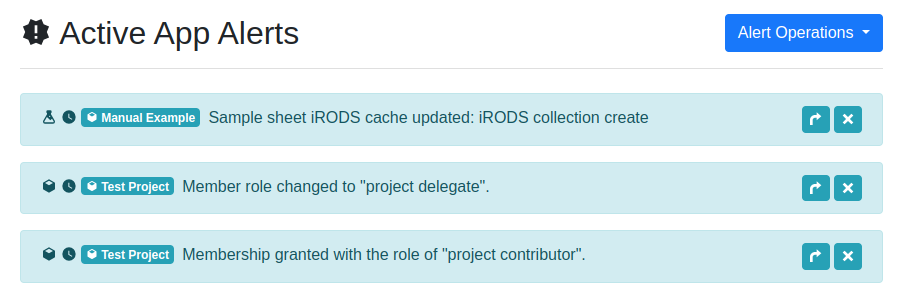 Active App Alerts
Alert Operations
Manual Example Sample sheet iRODS cache updated: iRODS collection create
Test Project Member role changed to "project delegate".
Test Project Membership granted with the role of "project contributor".